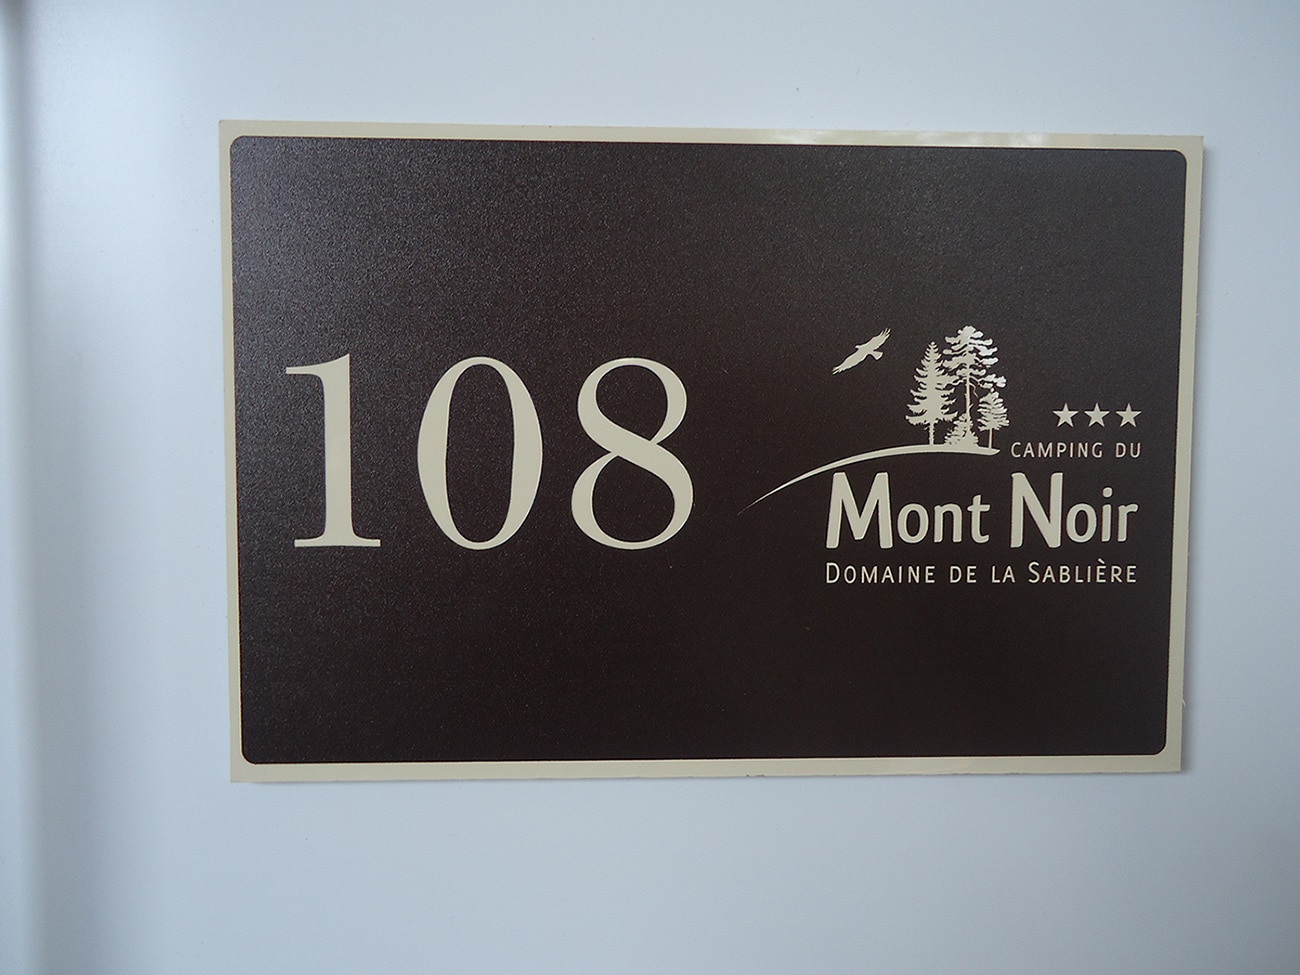 108
CAMPING DU
MONT NOIR
DOMAINE DE LA SABLIÈRE